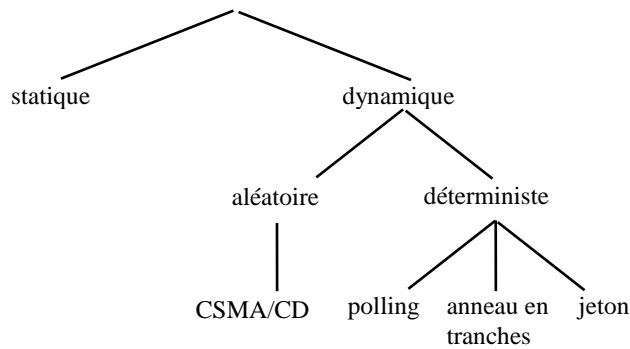 statique
dynamique
aléatoire
déterministe
CSMA/CD
polling
anneau en
tranches
jeton